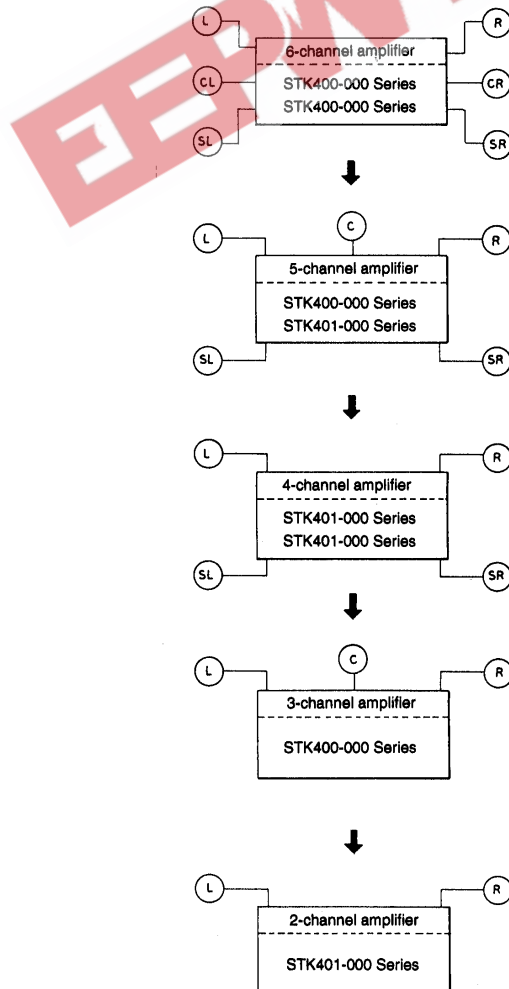 L
R
6-channel amplifier
CL
STK400-000 Series
CR
STK400-000 Series
SL
SR
C
L
R
5-channel amplifier
STK400-000 Series
STK401-000 Series
SL
SR
L
R
4-channel amplifier
STK401-000 Series
STK401-000 Series
SL
SR
C
L
R
3-channel amplifier
STK400-000 Series
L
R
2-channel amplifier
STK401-000 Series